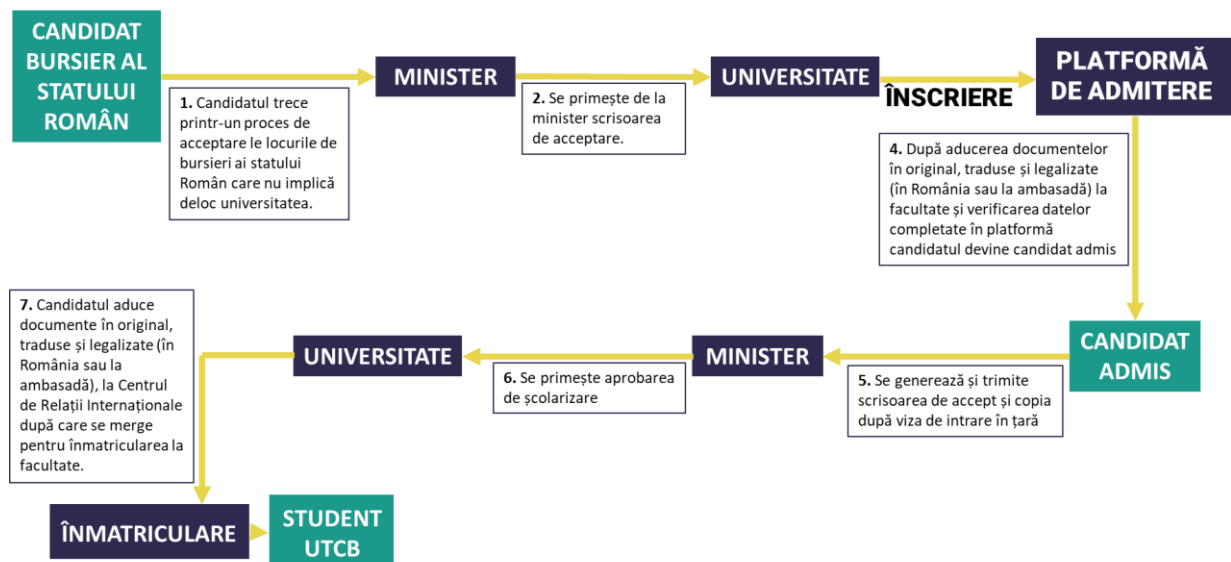 CANDIDAT
BURSIER AL
STATULUI
ROMÂN
1. Candidatul trece
printr-un proces de
acceptare le locurile de
bursieri ai statului
Român care nu implică
deloc universitatea.
MINISTER
2. Se primește de la
minister scrisoarea
de acceptare.
UNIVERSITATE
ÎNSCRIERE
PLATFORMĂ
DE ADMITERE
4. După aducerea documentelor
în original, traduse și legalizate
(în România sau la ambasadă) la
facultate și verificarea datelor
completate în platformă
candidatul devine candidat admis
CANDIDAT
ADMIS
5. Se generează și trimite
scrisoarea de accept și copia
după viza de intrare în țară
MINISTER
6. Se primește aprobarea
de școlarizare
UNIVERSITATE
7. Candidatul aduce
documente în original,
traduse și legalizate (în
România sau la
ambasadă), la Centrul
de Relații Internaționale
după care se merge
pentru înmatricularea la
facultate.
ÎNMATRICULARE
STUDENT
UTCB